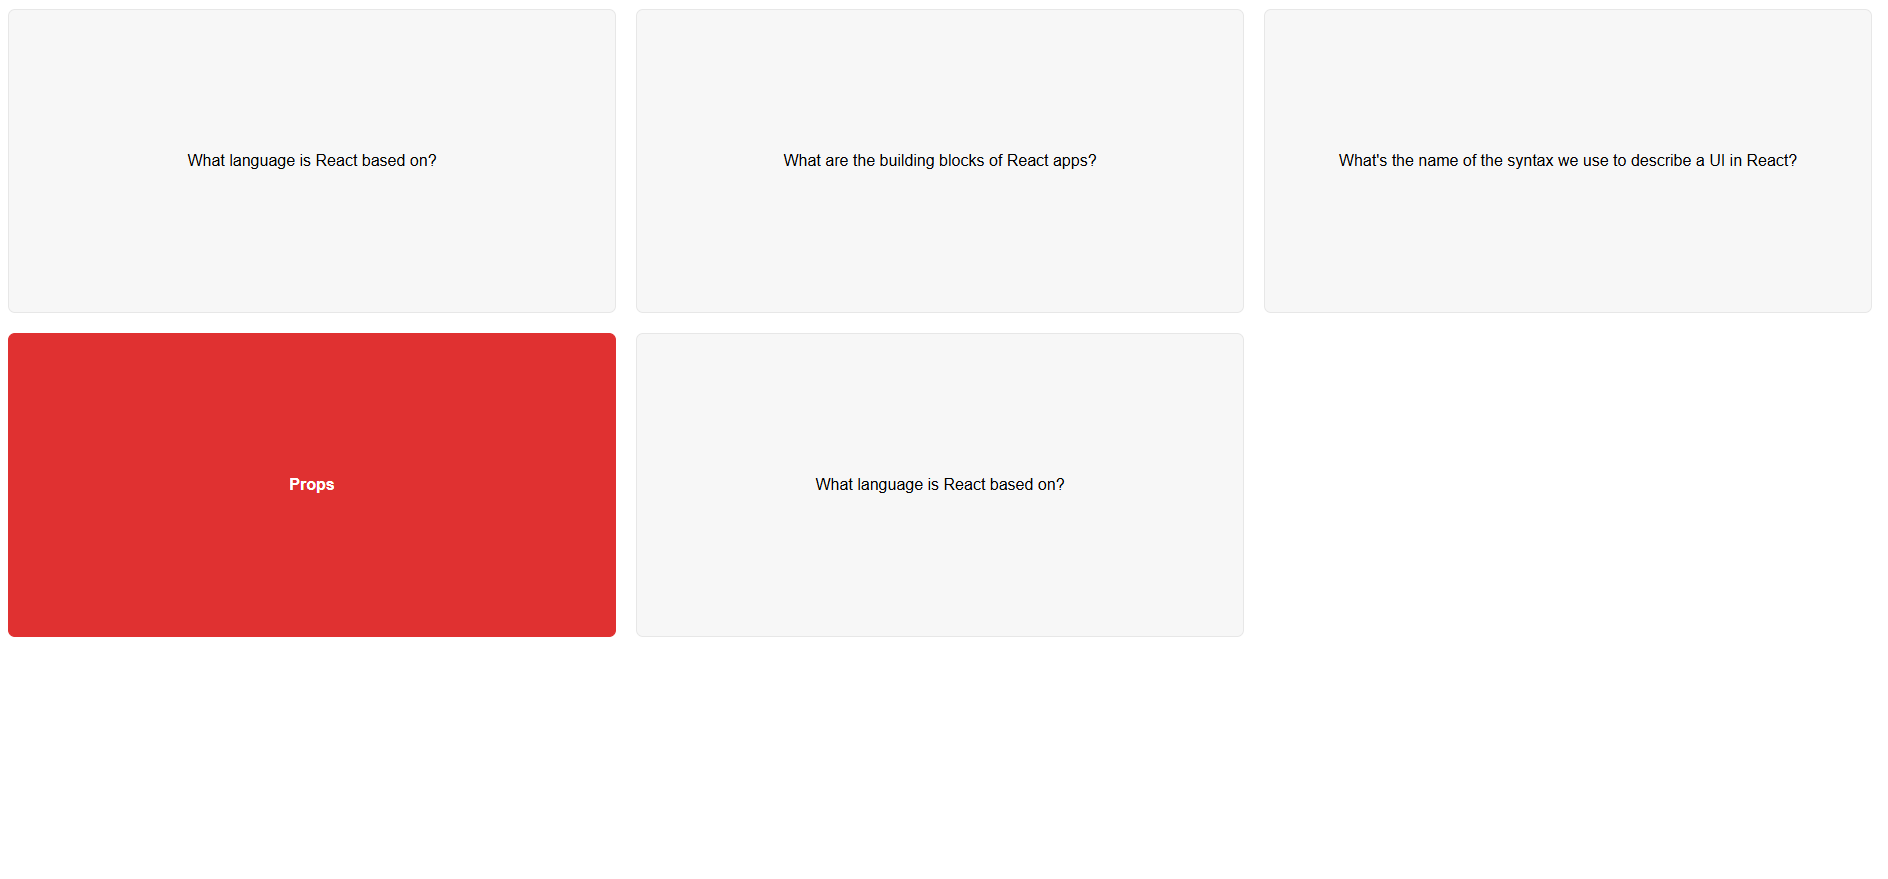 What language is React based on?
What are the building blocks of React apps?
What's the name of the syntax we use to describe a UI in React?
Props
What language is React based on?